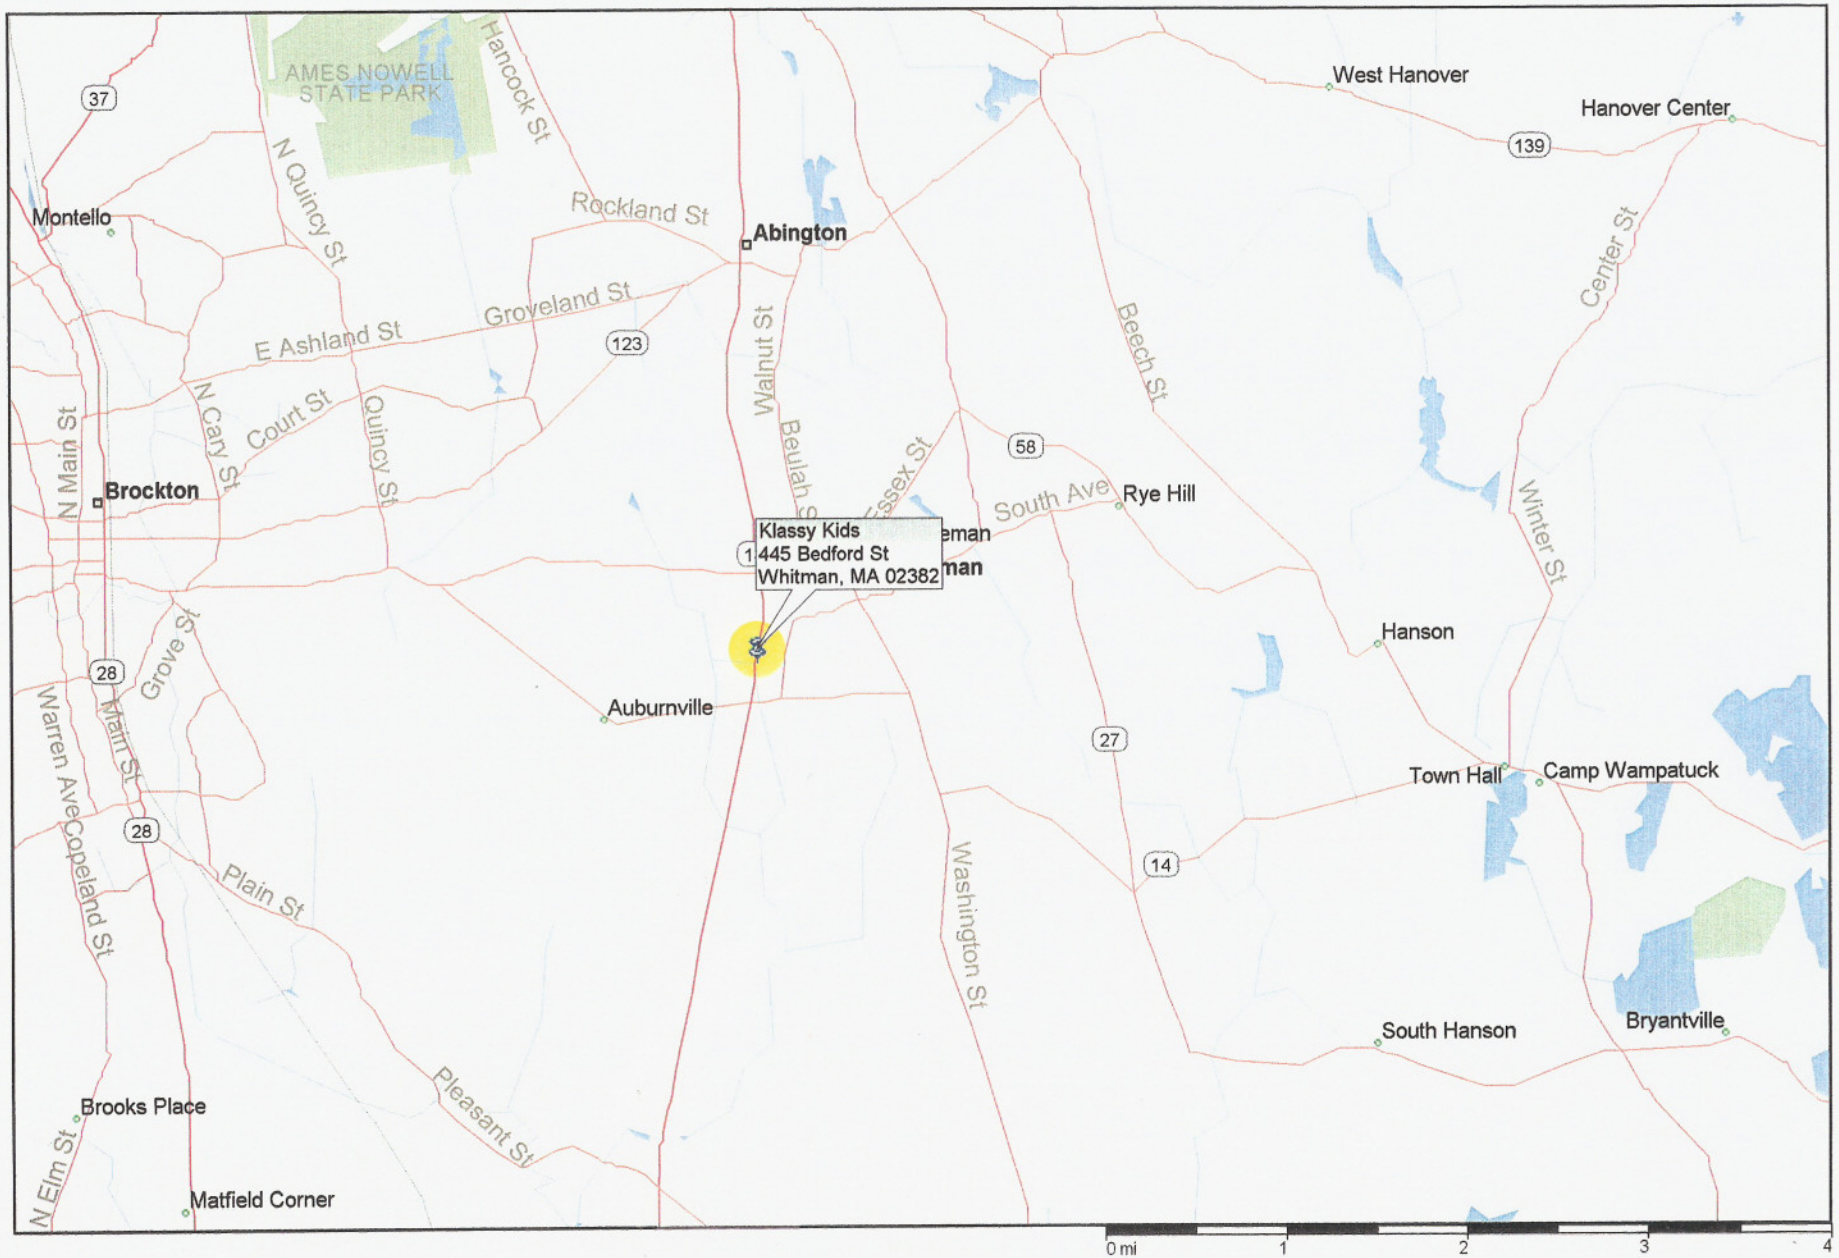 AMES NOWELL
STATE PARK
Hancock St
West Hanover
Hanover Center
37
139
N Quincy St
Montello
Rockland St
Abington
Center St
Groveland St
E Ashland St
123
Walnut St
Beech St
N Cary St
Court St
Quincy St
N Main St
Beulah S
Essex St
58
South Ave
Rye Hill
Brockton
Winter St
Klassy Kids
445 Bedford St
Whitman, MA 02382
eman
man
1
Grove St
Hanson
28
Warren Ave
Main St
Auburnville
27
Town Hall
Camp Wampatuck
28
Copeland St
14
Plain St
Washington St
South Hanson
Bryantville
Pleasant St
Brooks Place
N Elm St
Matfield Corner
0 mi
1
2
3
4